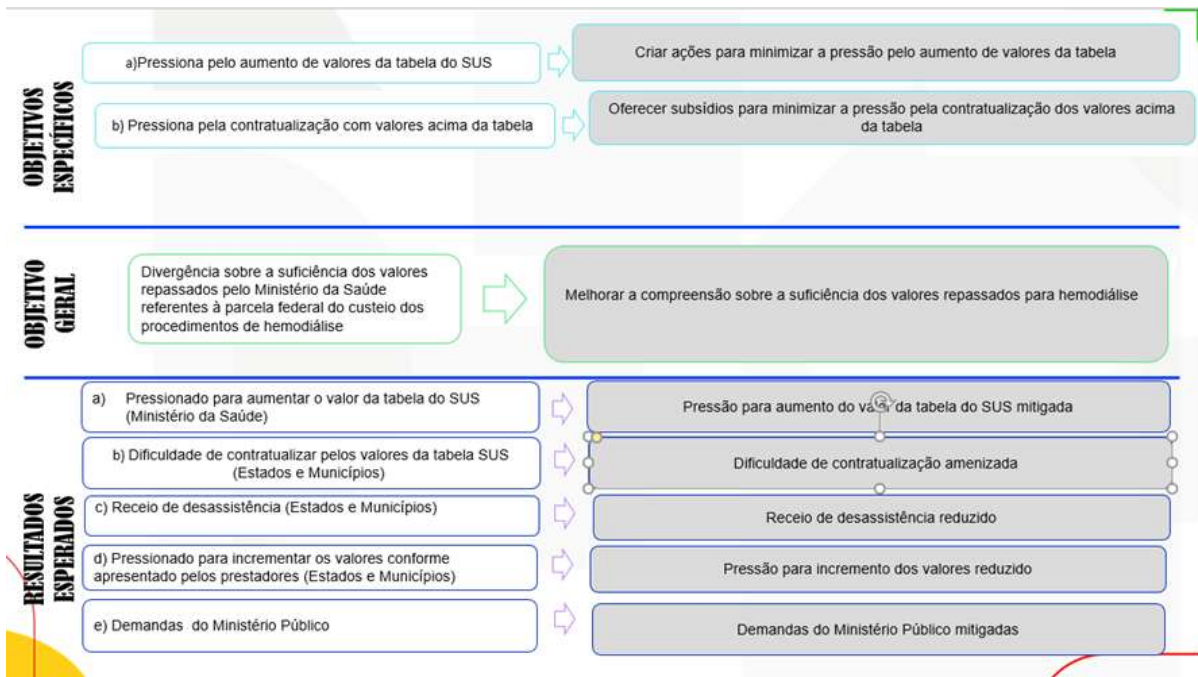 OBJETIVOS
ESPECÍFICOS
a)Pressiona pelo aumento de valores da tabela do SUS
Criar ações para minimizar a pressão pelo aumento de valores da tabela
b) Pressiona pela contratualização com valores acima da tabela
Oferecer subsídios para minimizar a pressão pela contratualização dos valores acima
da tabela
OBJETIVO
GERAL
Divergência sobre a suficiência dos valores
repassados pelo Ministério da Saúde
referentes à parcela federal do custeio dos
procedimentos de hemodiálise
Melhorar a compreensão sobre a suficiência dos valores repassados para hemodiálise
RESULTADOS
ESPERADOS
a) Pressionado para aumentar o valor da tabela do SUS
(Ministério da Saúde)
Pressão para aumento do valor da tabela do SUS mitigada
b) Dificuldade de contratualizar pelos valores da tabela SUS
(Estados e Municípios)
Dificuldade de contratualização amenizada
c) Receio de desassistência (Estados e Municípios)
Receio de desassistência reduzido
d) Pressionado para incrementar os valores conforme
apresentado pelos prestadores (Estados e Municípios)
Pressão para incremento dos valores reduzido
e) Demandas do Ministério Público
Demandas do Ministério Público mitigadas